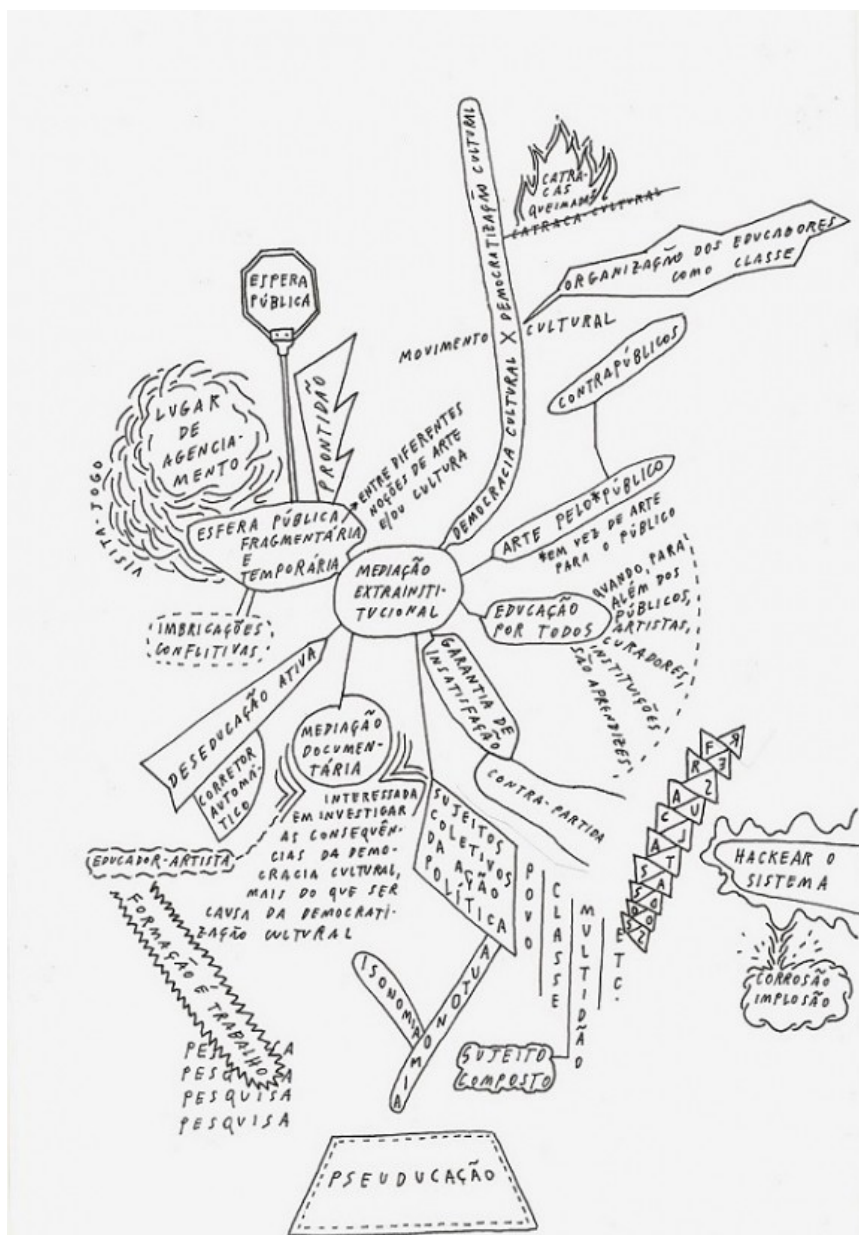 CATRA-
CAS
QUEIMADAS
CATRACA CULTURAL
DEMOCRACIA CULTURAL X DEMOCRATIZAÇÃO CULTURAL
ORGANIZAÇÃO DOS EDUCADORES
COMO CLASSE
MOVIMENTO CULTURAL
ESPERA
PÚBLICA
PRONTIDÃO
CONTRAPÚBLICOS
LUGAR
DE
AGENCIA-
MENTO
VISITA-JOGO
ENTRE DIFERENTES
NOÇÕES DE ARTE
E/OU CULTURA
ARTE PELO*PÚBLICO
*EM VEZ DE ARTE
PARA O PÚBLICO
ESFERA PÚBLICA
FRAGMENTÁRIA
E
TEMPORÁRIA
MEDIAÇÃO
EXTRAINSTI-
TUCIONAL
EDUCAÇÃO
POR TODOS
QUANDO, PARA
ALÉM DOS
PÚBLICOS,
ARTISTAS,
CURADORES,
INSTITUIÇÕES
SÃO APRENDIZES
IMBRICAÇÕES
CONFLITIVAS
DESEDUCAÇÃO ATIVA
CORRETOR
AUTOMÁ-
TICO
MEDIAÇÃO
DOCUMEN-
TÁRIA
GARANTIA DE
INSATISFAÇÃO
CONTRA-PARTIDA
INTERESSADA
EM INVESTIGAR
AS CONSEQUÊN-
CIAS DA DEMO-
CRACIA CULTURAL,
MAIS DO QUE SER
CAUSA DA DEMOCRATI-
ZAÇÃO CULTURAL
EDUCADOR-ARTISTA
FORMAÇÃO É TRABALHO
PESQUISA
PESQUISA
PESQUISA
PESQUISA
SUJEITOS
COLETIVOS
DA AÇÃO
POLÍTICA
POVO
CLASSE
MULTIDÃO
ETC.
SUJEITO
COMPOSTO
ISONOMIA
AUTONOMIA
HACKEAR O
SISTEMA
CORROSÃO
IMPLOSÃO
PSEUDUCAÇÃO